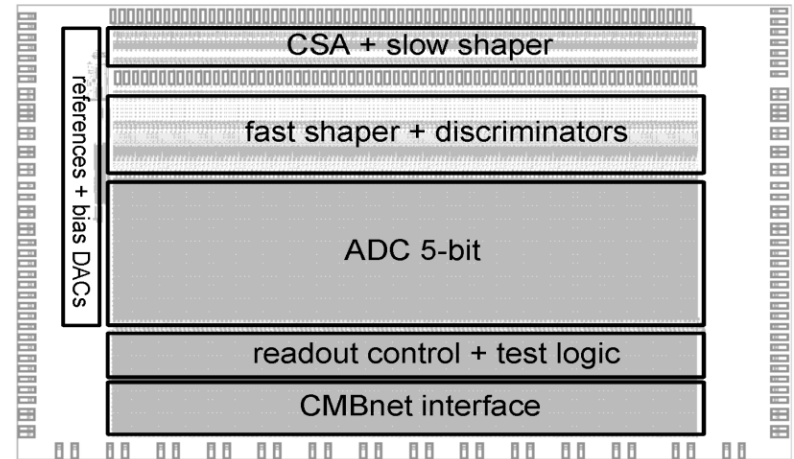 CSA + slow shaper
fast shaper + discriminators
references + bias DACs
ADC 5-bit
readout control + test logic
CMBnet interface